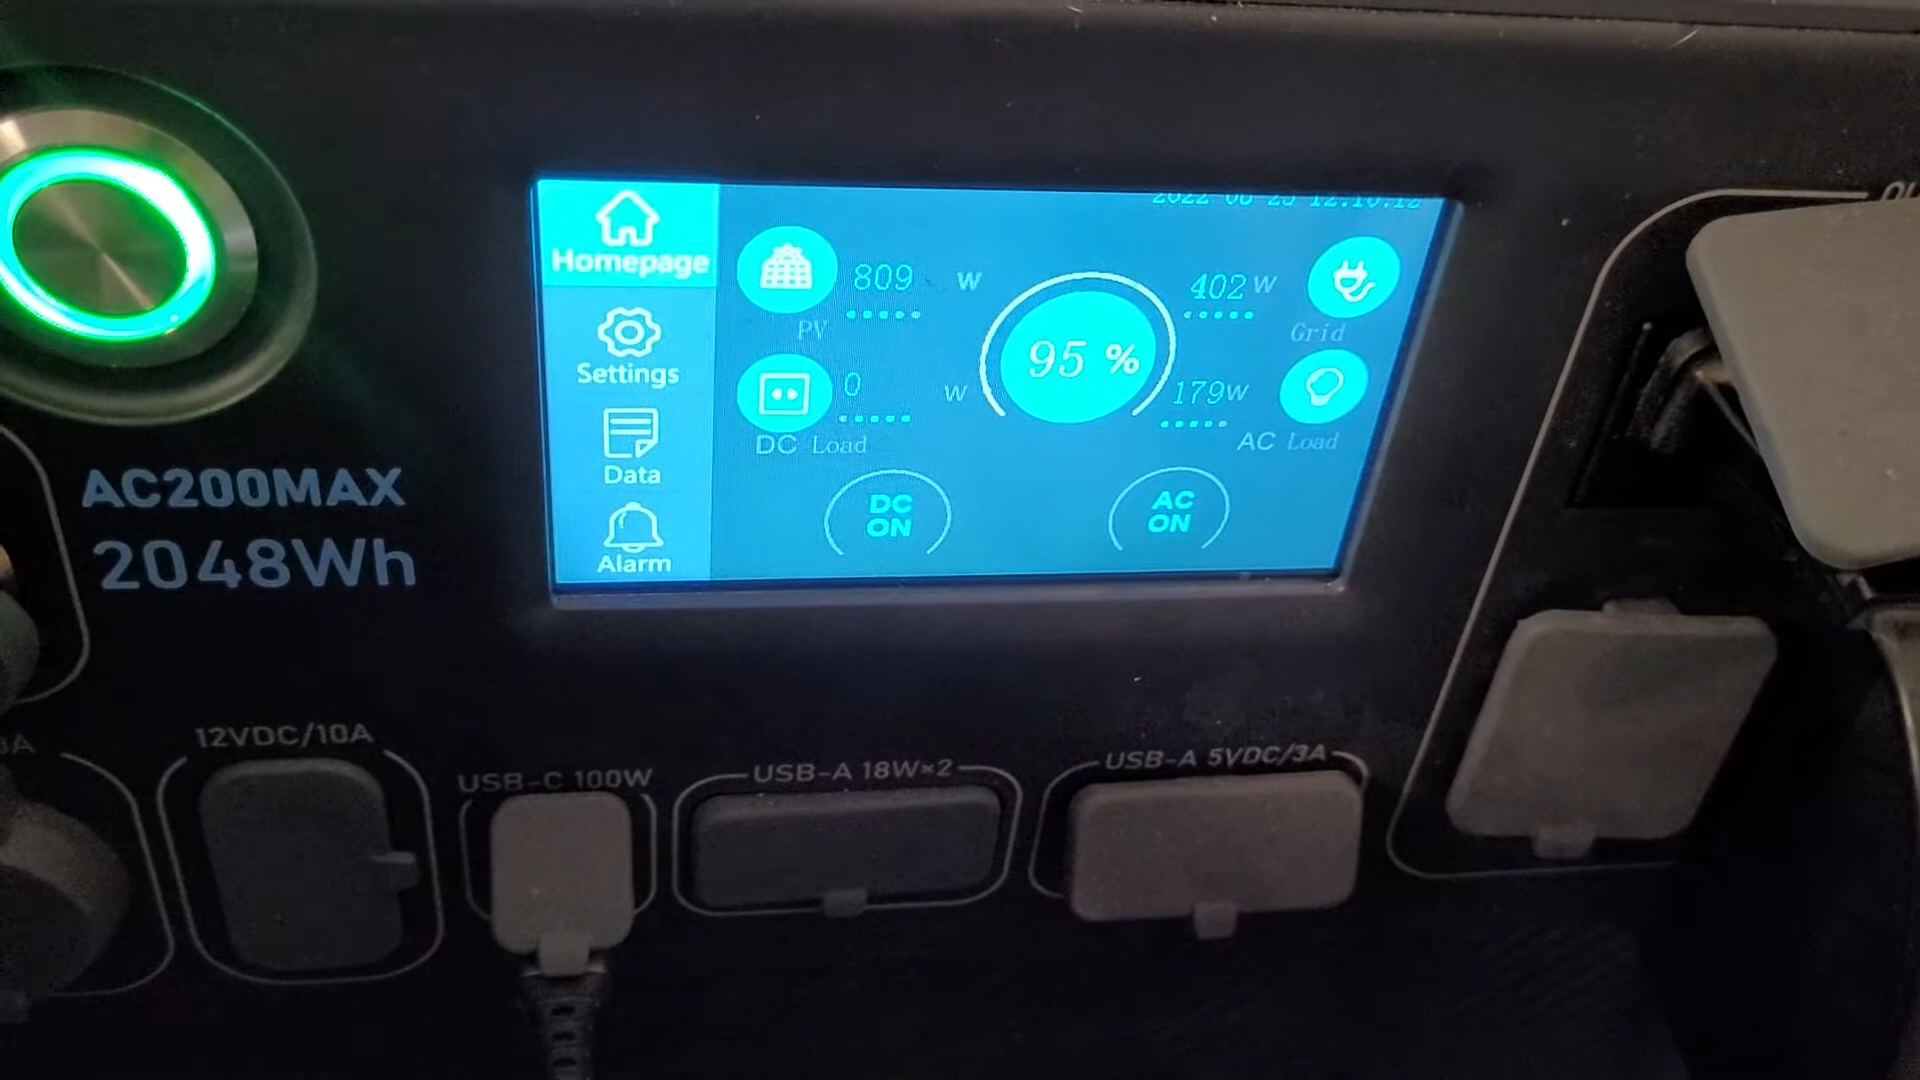 Homepage
Settings
Data
Alarm
809 W
PV
0 W
DC Load
95 %
402 W
Grid
179W
AC Load
DC
ON
AC
ON
AC200MAX
2048Wh
12VDC/10A
USB-C 100W
USB-A 18W×2
USB-A 5VDC/3A